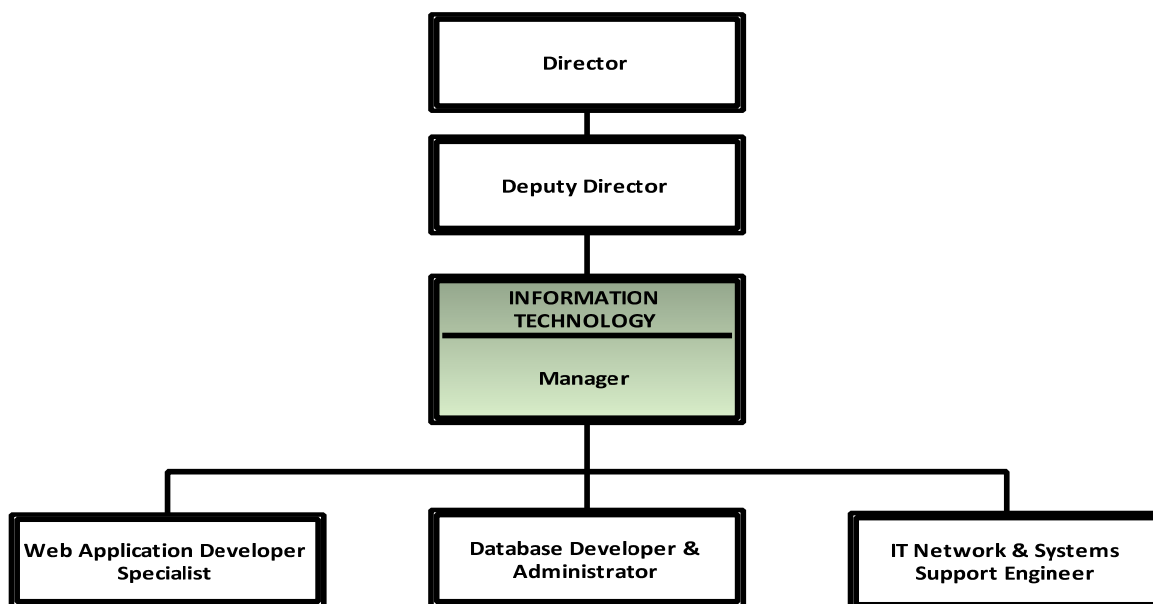 Director
Deputy Director
INFORMATION
TECHNOLOGY
Manager
Web Application Developer
Specialist
Database Developer &
Administrator
IT Network & Systems
Support Engineer